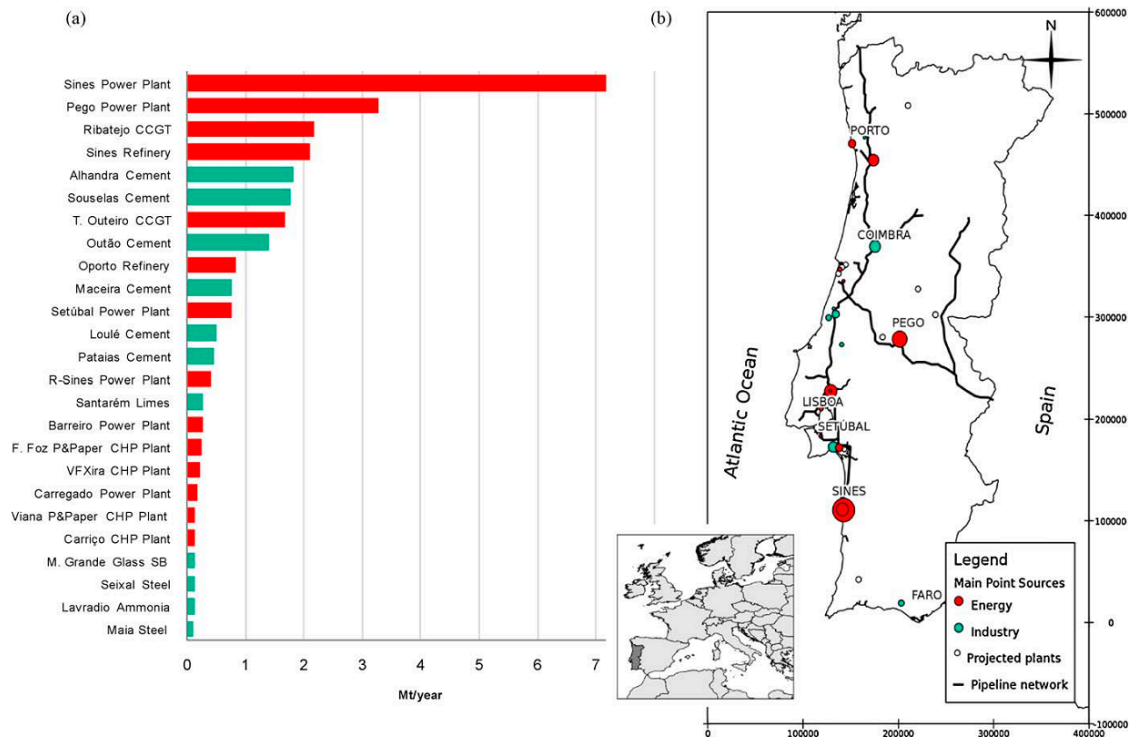 (a)
Sines Power Plant
Pego Power Plant
Ribatejo CCGT
Sines Refinery
Alhandra Cement
Souselas Cement
T. Outeiro CCGT
Outão Cement
Oporto Refinery
Maceira Cement
Setúbal Power Plant
Loulé Cement
Pataias Cement
R-Sines Power Plant
Santarém Limes
Barreiro Power Plant
F. Foz P&Paper CHP Plant
VFXira CHP Plant
Carregado Power Plant
Viana P&Paper CHP Plant
Carriço CHP Plant
M. Grande Glass SB
Seixal Steel
Lavradio Ammonia
Maia Steel
0 1 2 3 4 5 6 7
Mt/year
(b)
N
600000
500000
400000
300000
200000
100000
0
-100000
PORTO
COIMBRA
PEGO
LISBOA
SETÚBAL
SINES
FARO
Atlantic Ocean
Spain
Legend
Main Point Sources
Energy
Industry
Projected plants
Pipeline network
0 100000 200000 300000 400000